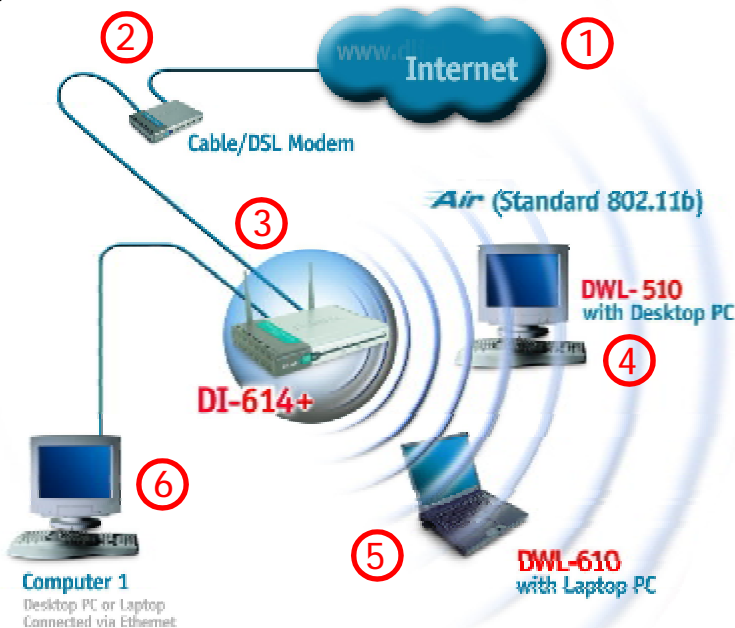 2
1
www.dl
Internet
Cable/DSL Modem
Air (Standard 802.11b)
3
DWL-510
with Desktop PC
4
DI-614+
6
5
DWL-610
with Laptop PC
Computer 1
Desktop PC or Laptop
Connected via Ethernet